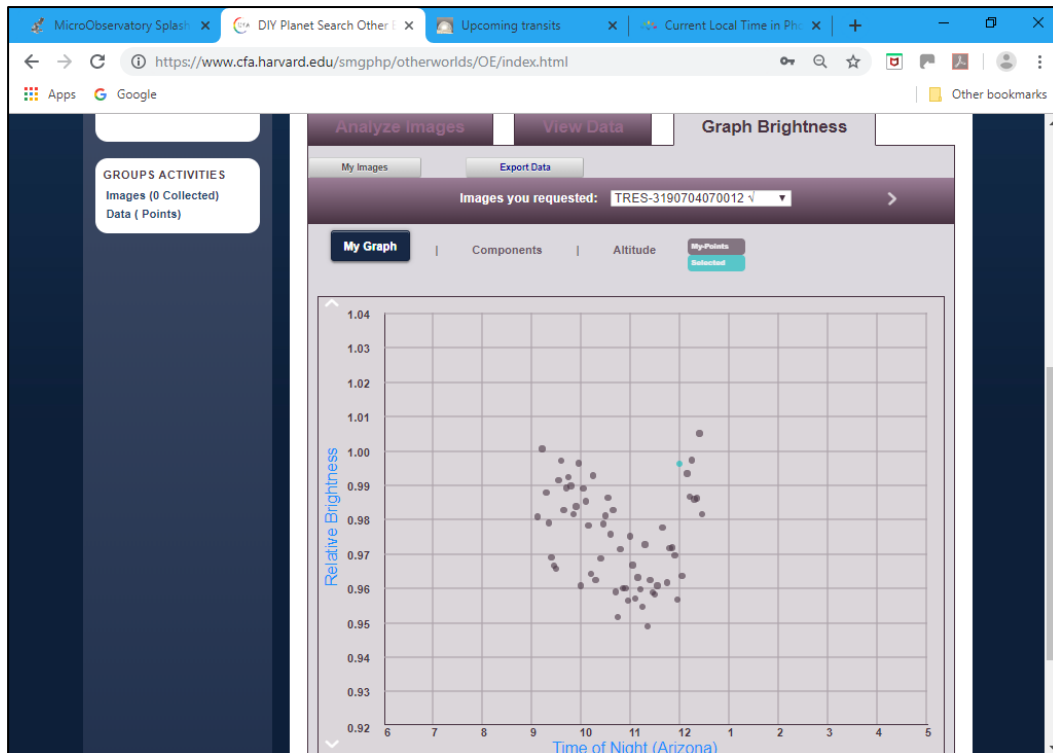 MicroObservatory Splash
DIY Planet Search Other E
Upcoming transits
Current Local Time in Pho
https://www.cfa.harvard.edu/smgphp/otherworlds/OE/index.html
Apps
Google
Other bookmarks
Analyze Images
View Data
Graph Brightness
My Images
Export Data
GROUPS ACTIVITIES
Images (0 Collected)
Data ( Points)
Images you requested: TRES-3190704070012 √
My Graph | Components | Altitude
My-Points
Selected
1.04
1.03
1.02
1.01
1.00
0.99
0.98
0.97
0.96
0.95
0.94
0.93
0.92
Relative Brightness
6 7 8 9 10 11 12 1 2 3 4 5
Time of Night (Arizona)